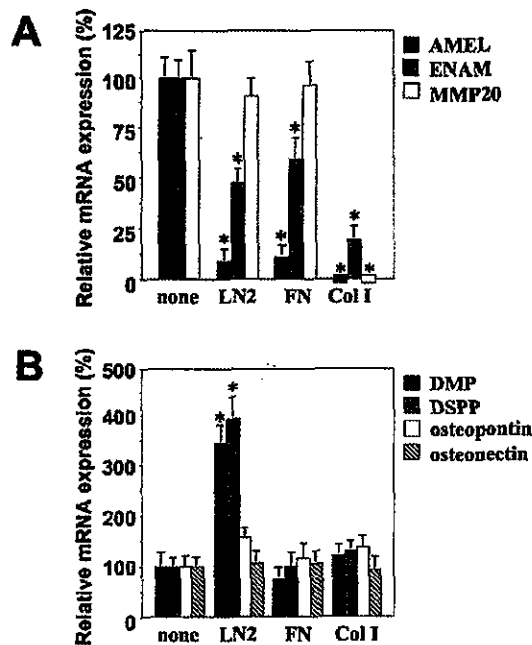 A
Relative mRNA expression (%)
125
100
75
50
25
0
AMEL
ENAM
MMP20
* * * * * * *
none LN2 FN Col I
B
Relative mRNA expression (%)
500
400
300
200
100
0
DMP
DSPP
osteopontin
osteonectin
* *
none LN2 FN Col I